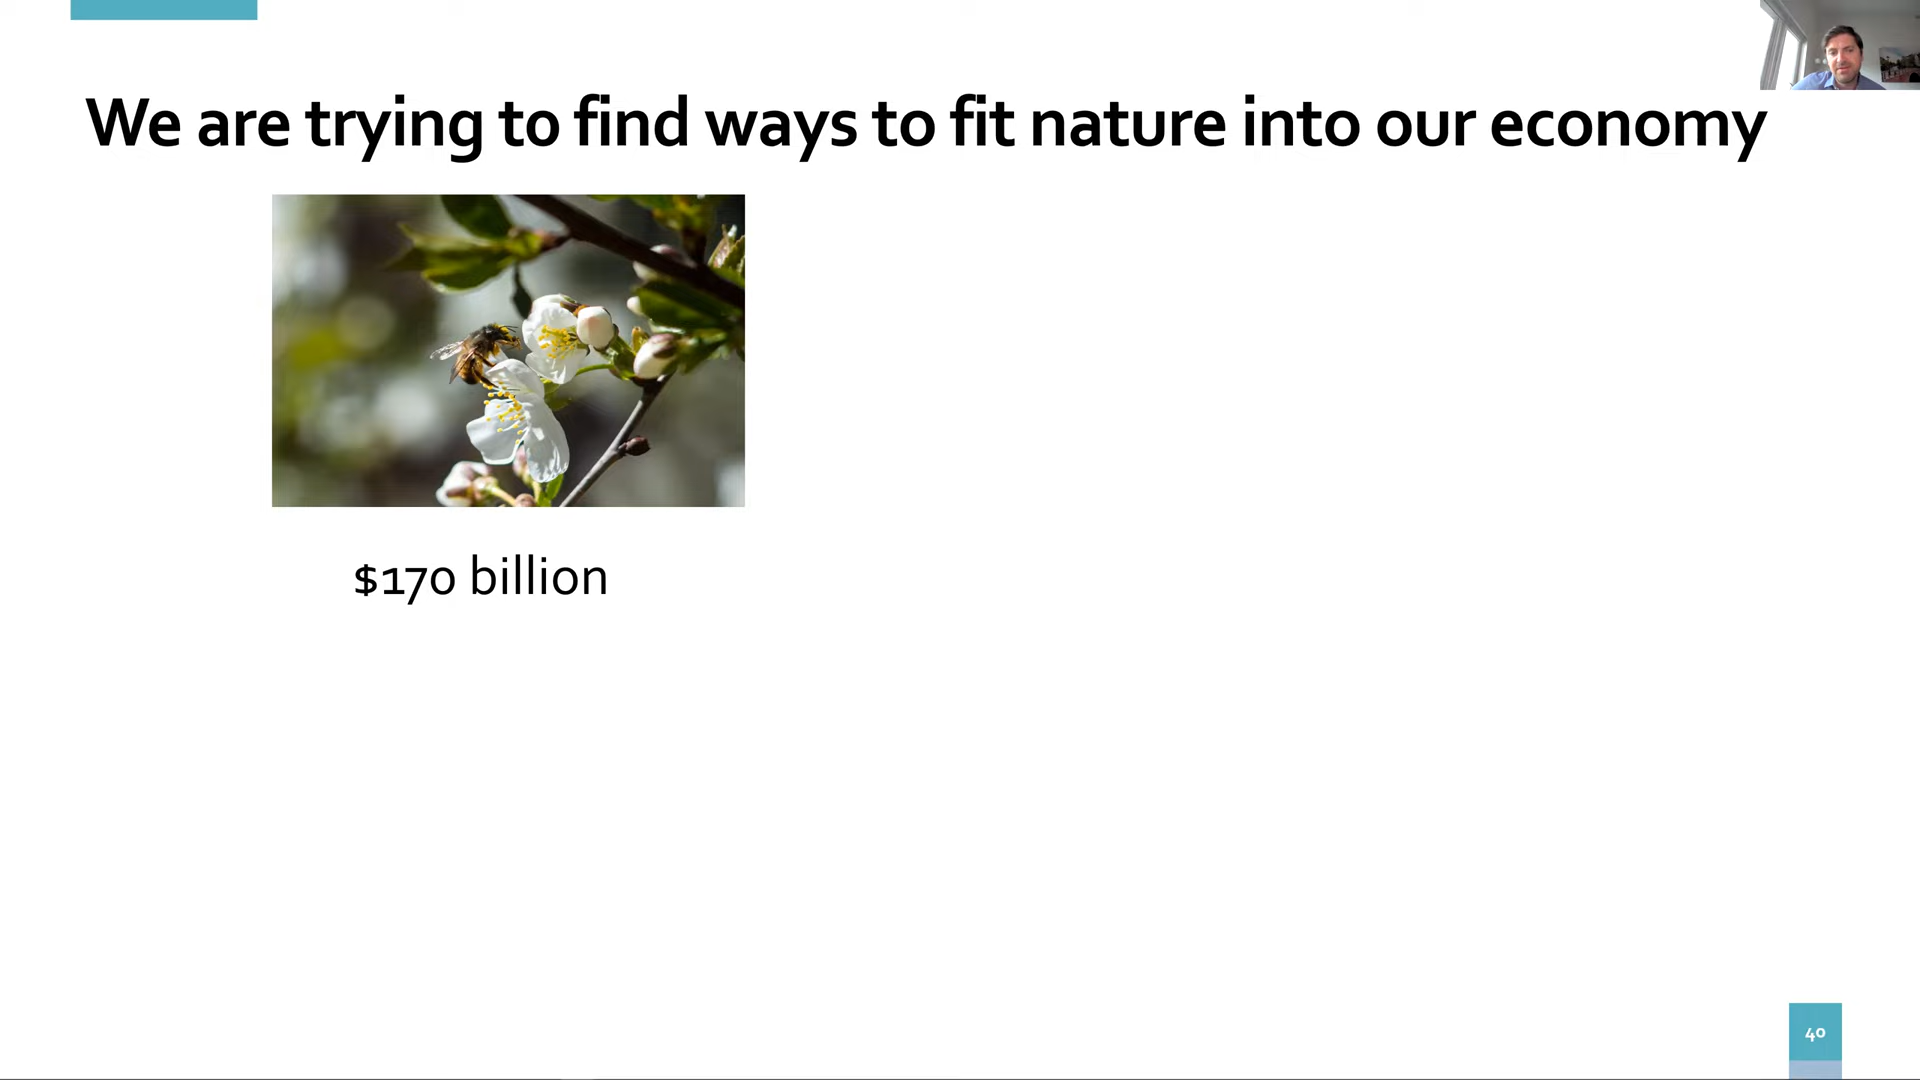 We are trying to find ways to fit nature into our economy
$170 billion
40